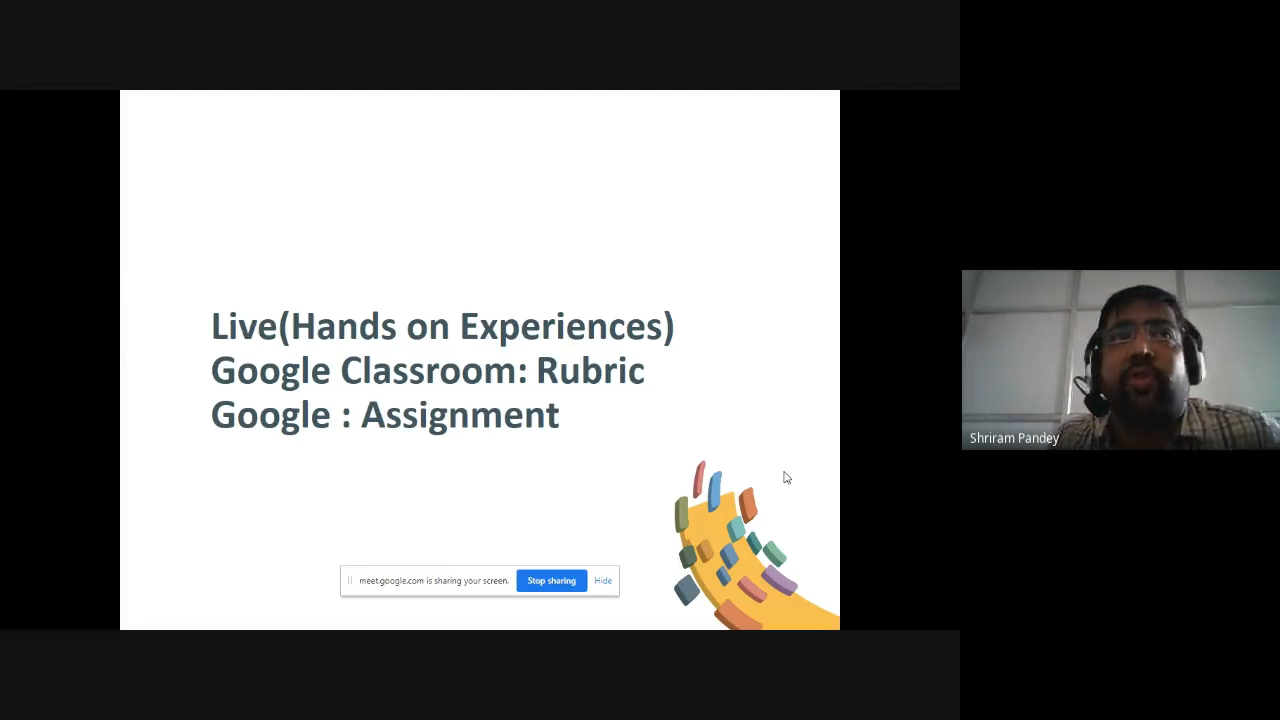 Live(Hands on Experiences)
Google Classroom: Rubric
Google : Assignment
meet.google.com is sharing your screen.
Stop sharing
Hide
Shriram Pandey